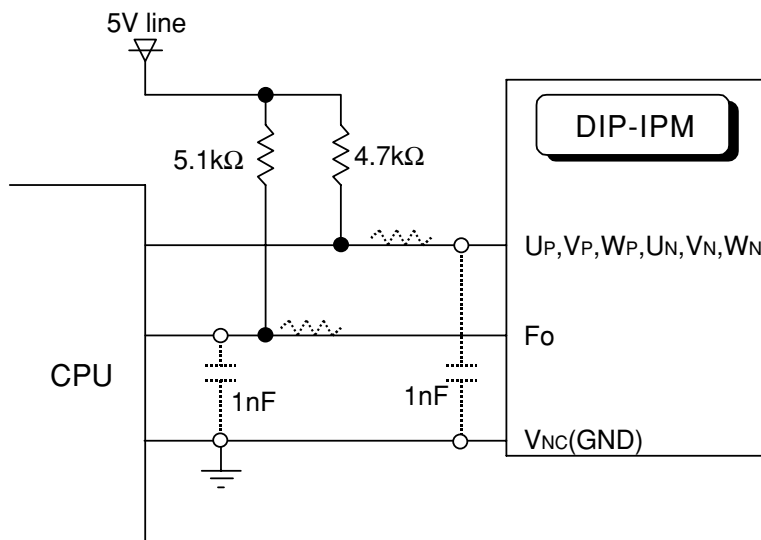 5V line
DIP-IPM
5.1kΩ
4.7kΩ
UP,VP,WP,UN,VN,WN
Fo
CPU
1nF
1nF
VNC(GND)